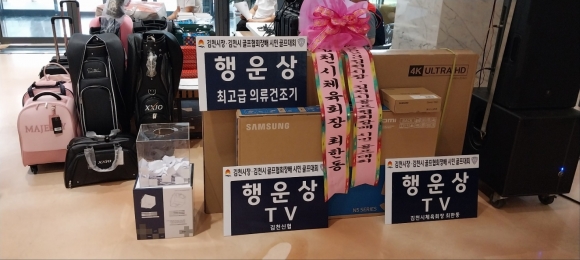 김천시장·김천시 골프협회장배 시민 골프대회
행운상
최고급 의류건조기
김천시체육회장 최한동
4K ULTRA HD
SAMSUNG
XXIO
XXIO
김천시장·김천시 골프협회장배 시민 골프대회
행운상
TV
김천신협
김천시장·김천시 골프협회장배 시민 골프대회
행운상
TV
김천시체육회장 최한동